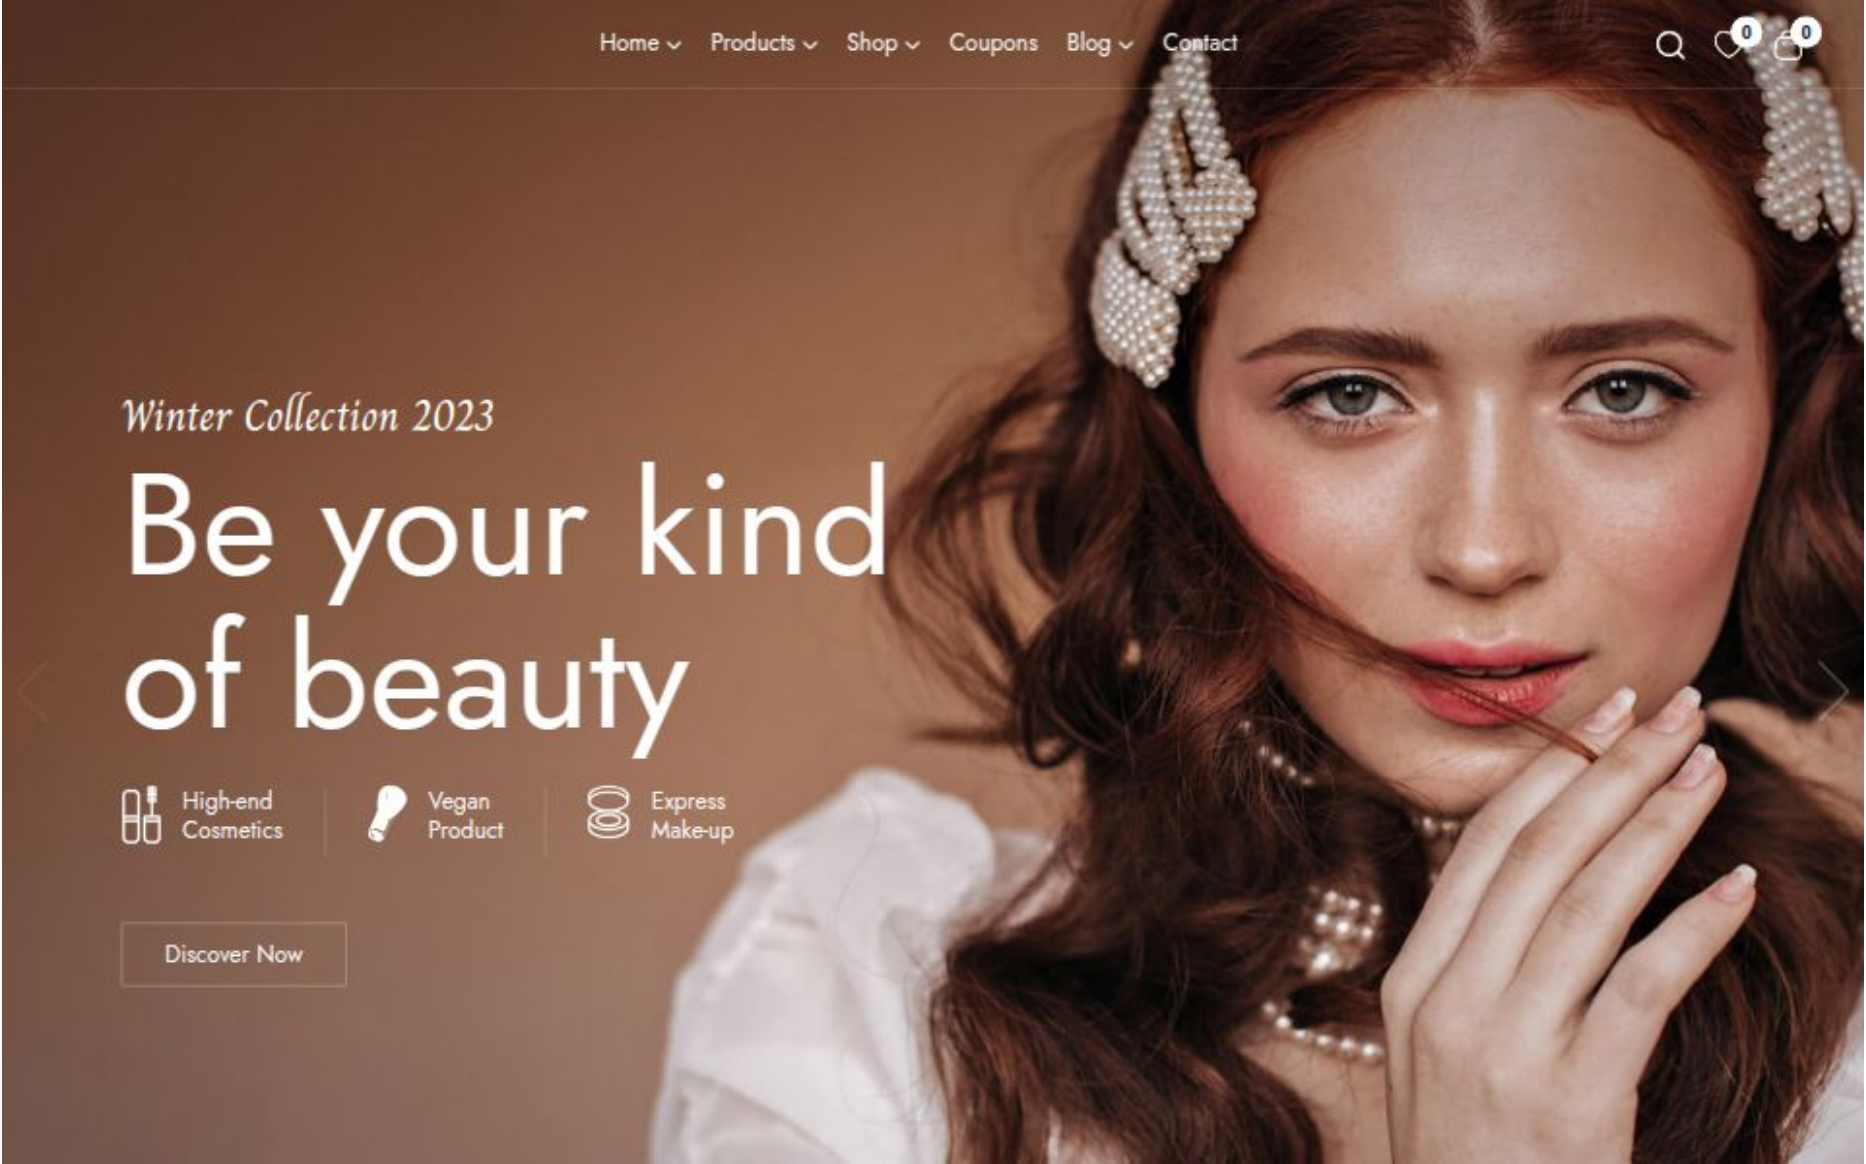 Home Products Shop Coupons Blog Contact 0 0
Winter Collection 2023
Be your kind
of beauty
High-end
Cosmetics
Vegan
Product
Express
Make-up
Discover Now